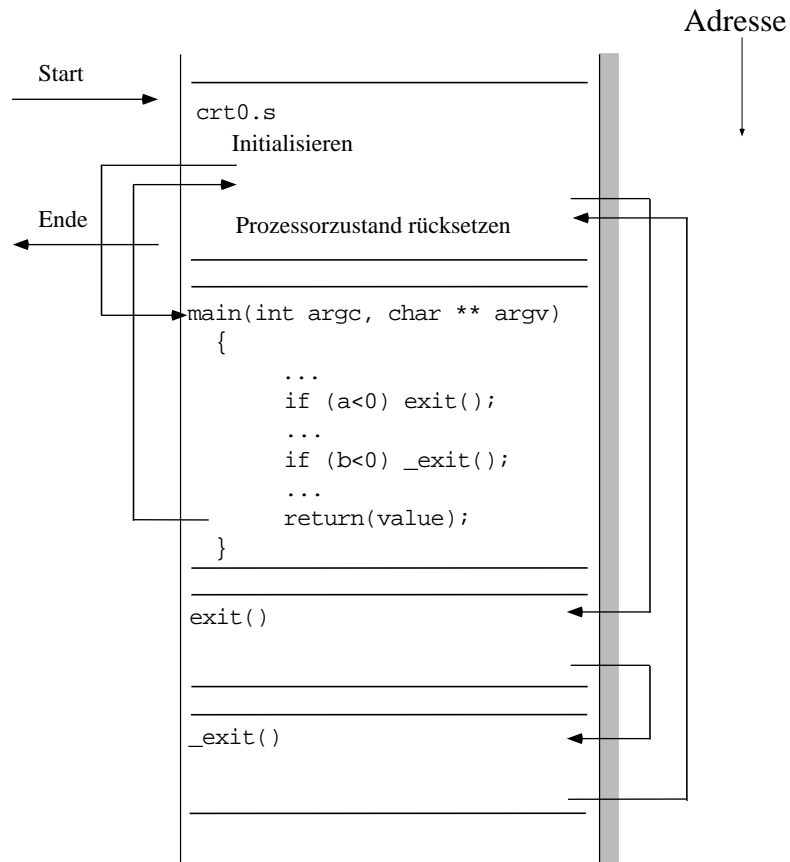 Adresse
Start
crt0.s
Initialisieren
Ende
Prozessorzustand rücksetzen
main(int argc, char ** argv)
{
...
if (a<0) exit();
...
if (b<0) _exit();
...
return(value);
}
exit()
_exit()